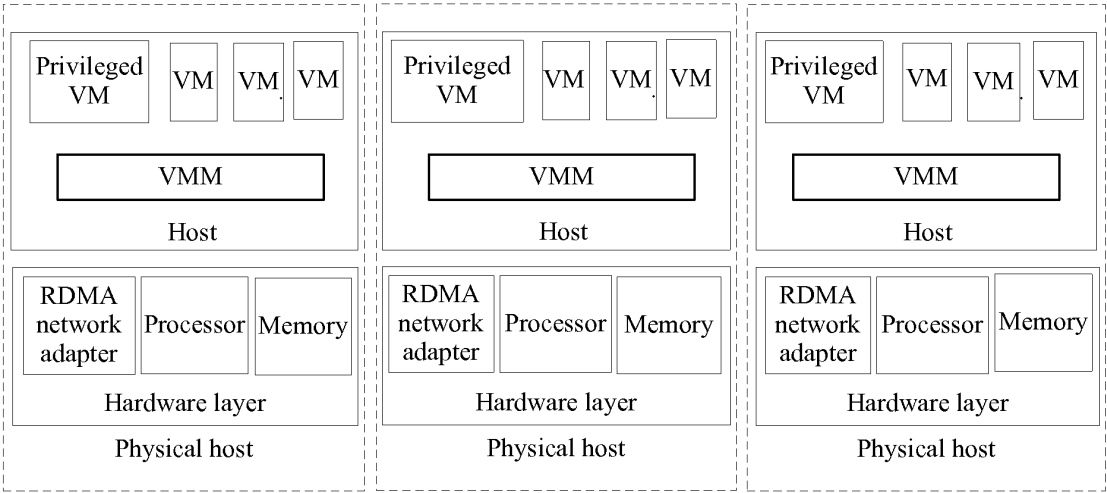 Privileged
VM
VM
VM
VM
VMM
Host
RDMA
network
adapter
Processor
Memory
Hardware layer
Physical host
Privileged
VM
VM
VM
VM
VMM
Host
RDMA
network
adapter
Processor
Memory
Hardware layer
Physical host
Privileged
VM
VM
VM
VM
VMM
Host
RDMA
network
adapter
Processor
Memory
Hardware layer
Physical host